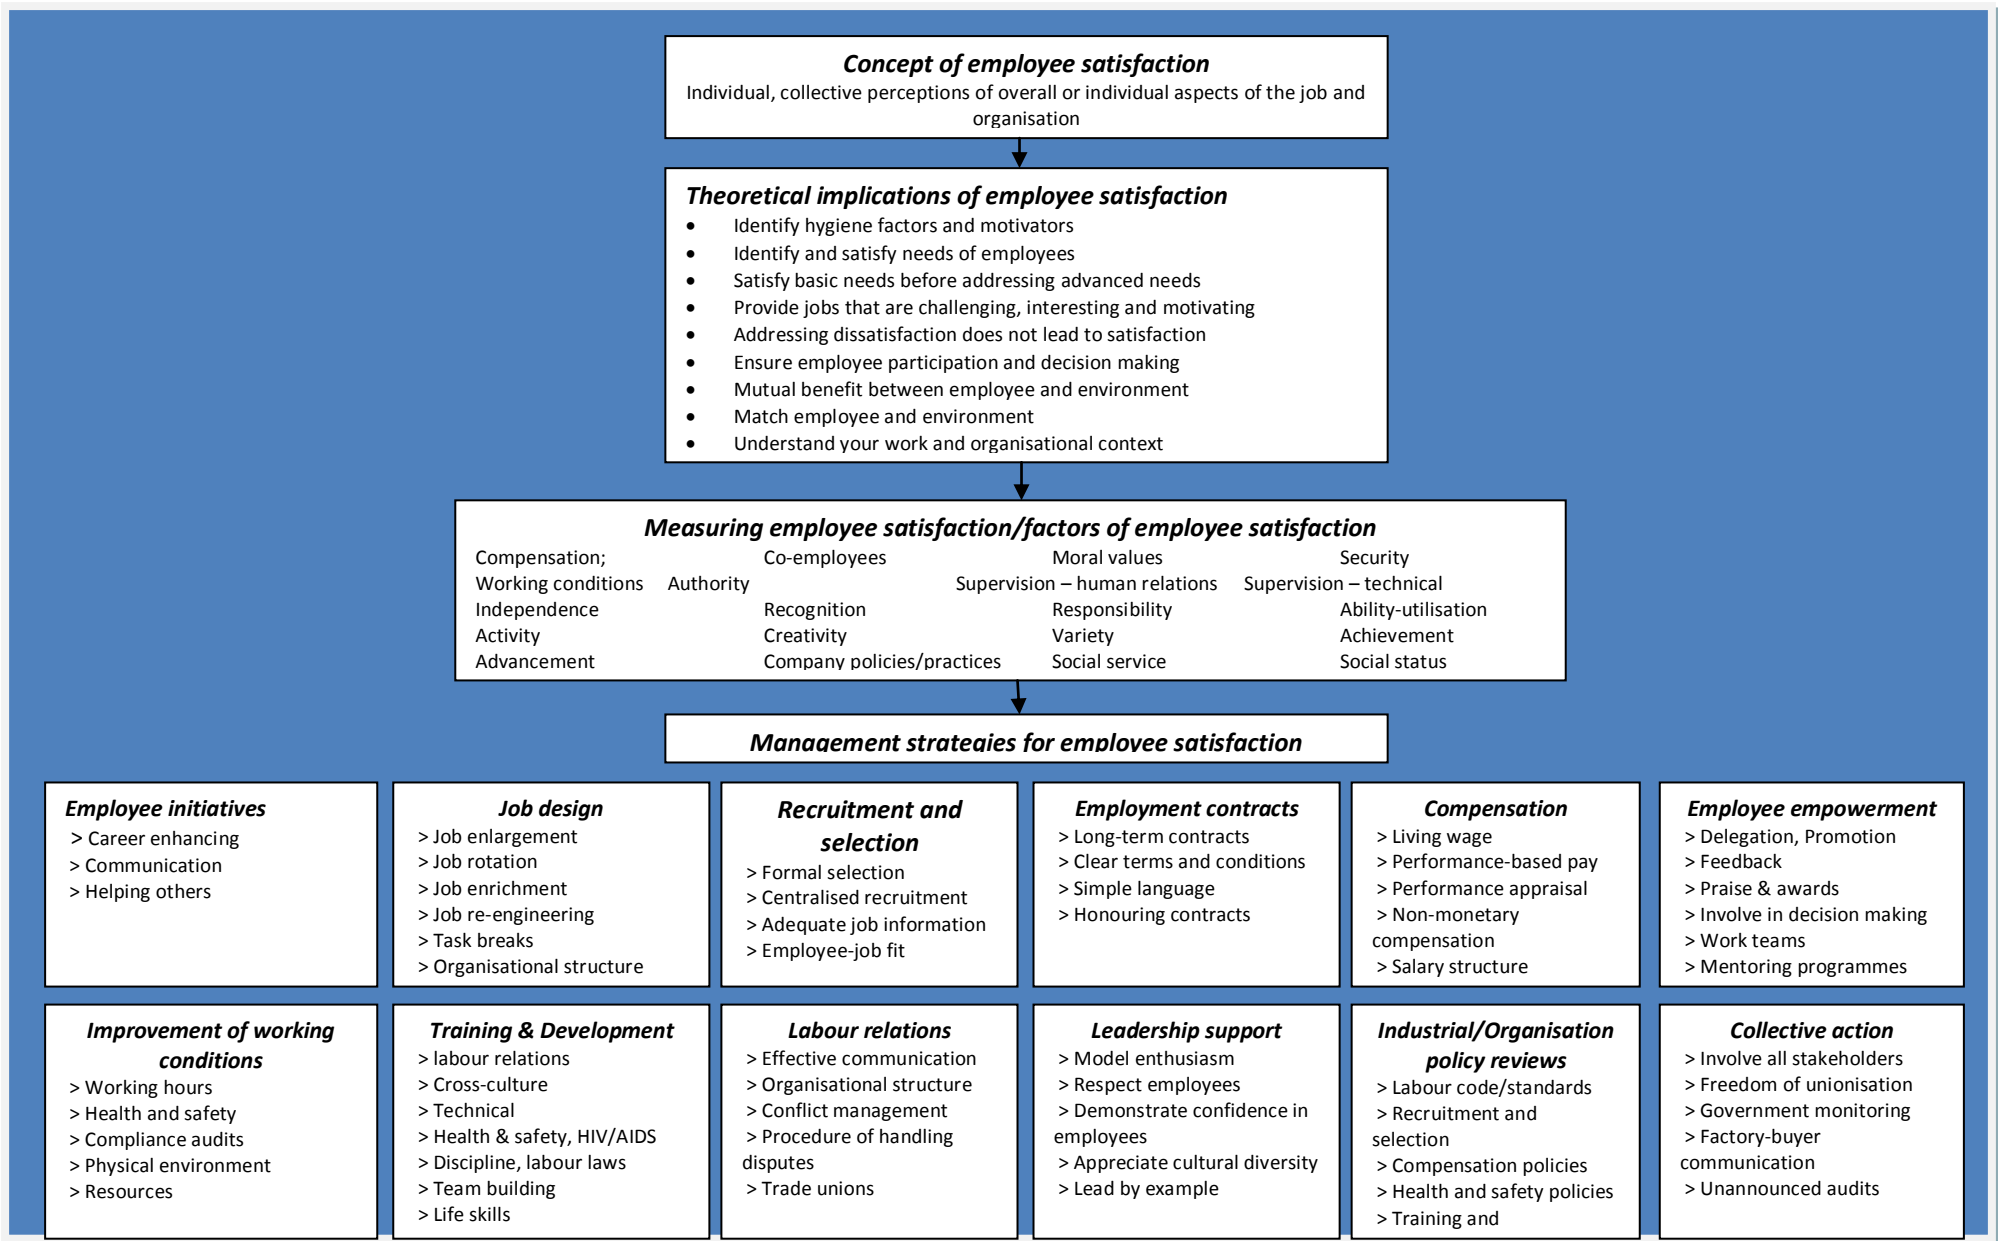 Concept of employee satisfaction
Individual, collective perceptions of overall or individual aspects of the job and
organisation
Theoretical implications of employee satisfaction
• Identify hygiene factors and motivators
• Identify and satisfy needs of employees
• Satisfy basic needs before addressing advanced needs
• Provide jobs that are challenging, interesting and motivating
• Addressing dissatisfaction does not lead to satisfaction
• Ensure employee participation and decision making
• Mutual benefit between employee and environment
• Match employee and environment
• Understand your work and organisational context
Measuring employee satisfaction/factors of employee satisfaction
Compensation; Co-employees Moral values Security
Working conditions Authority Supervision – human relations Supervision – technical
Independence Recognition Responsibility Ability-utilisation
Activity Creativity Variety Achievement
Advancement Company policies/practices Social service Social status
Management strategies for employee satisfaction
Employee initiatives
> Career enhancing
> Communication
> Helping others
Job design
> Job enlargement
> Job rotation
> Job enrichment
> Job re-engineering
> Task breaks
> Organisational structure
Recruitment and
selection
> Formal selection
> Centralised recruitment
> Adequate job information
> Employee-job fit
Employment contracts
> Long-term contracts
> Clear terms and conditions
> Simple language
> Honouring contracts
Compensation
> Living wage
> Performance-based pay
> Performance appraisal
> Non-monetary
compensation
> Salary structure
Employee empowerment
> Delegation, Promotion
> Feedback
> Praise & awards
> Involve in decision making
> Work teams
> Mentoring programmes
Improvement of working
conditions
> Working hours
> Health and safety
> Compliance audits
> Physical environment
> Resources
Training & Development
> labour relations
> Cross-culture
> Technical
> Health & safety, HIV/AIDS
> Discipline, labour laws
> Team building
> Life skills
Labour relations
> Effective communication
> Organisational structure
> Conflict management
> Procedure of handling
disputes
> Trade unions
Leadership support
> Model enthusiasm
> Respect employees
> Demonstrate confidence in
employees
> Appreciate cultural diversity
> Lead by example
Industrial/Organisation
policy reviews
> Labour code/standards
> Recruitment and
selection
> Compensation policies
> Health and safety policies
> Training and
Collective action
> Involve all stakeholders
> Freedom of unionisation
> Government monitoring
> Factory-buyer
communication
> Unannounced audits